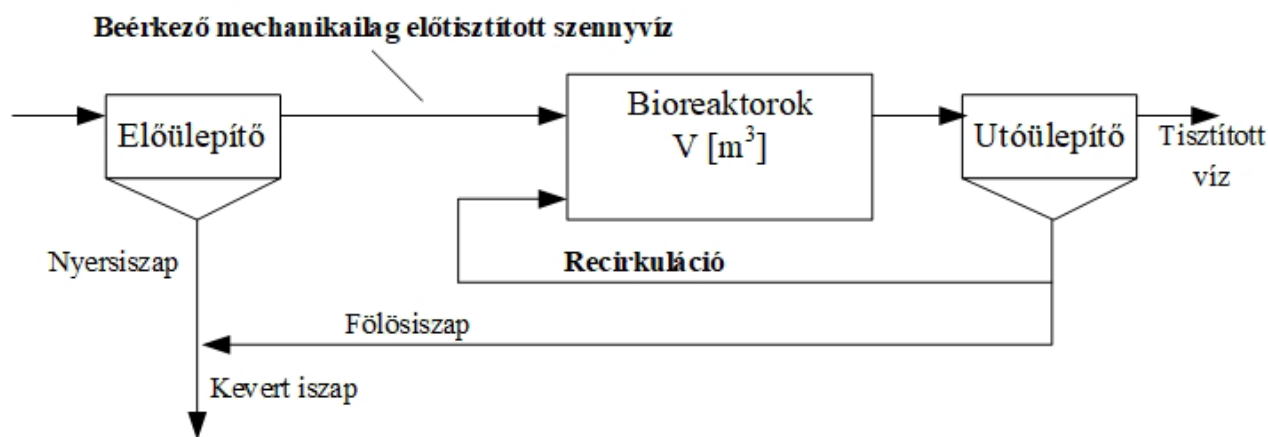 Beérkező mechanikailag előtisztított szennyvíz
Előülepítő
Bioreaktorok
V [m³]
Utóülepítő
Tisztított
víz
Nyersiszap
Recirkuláció
Fölösiszap
Kevert iszap